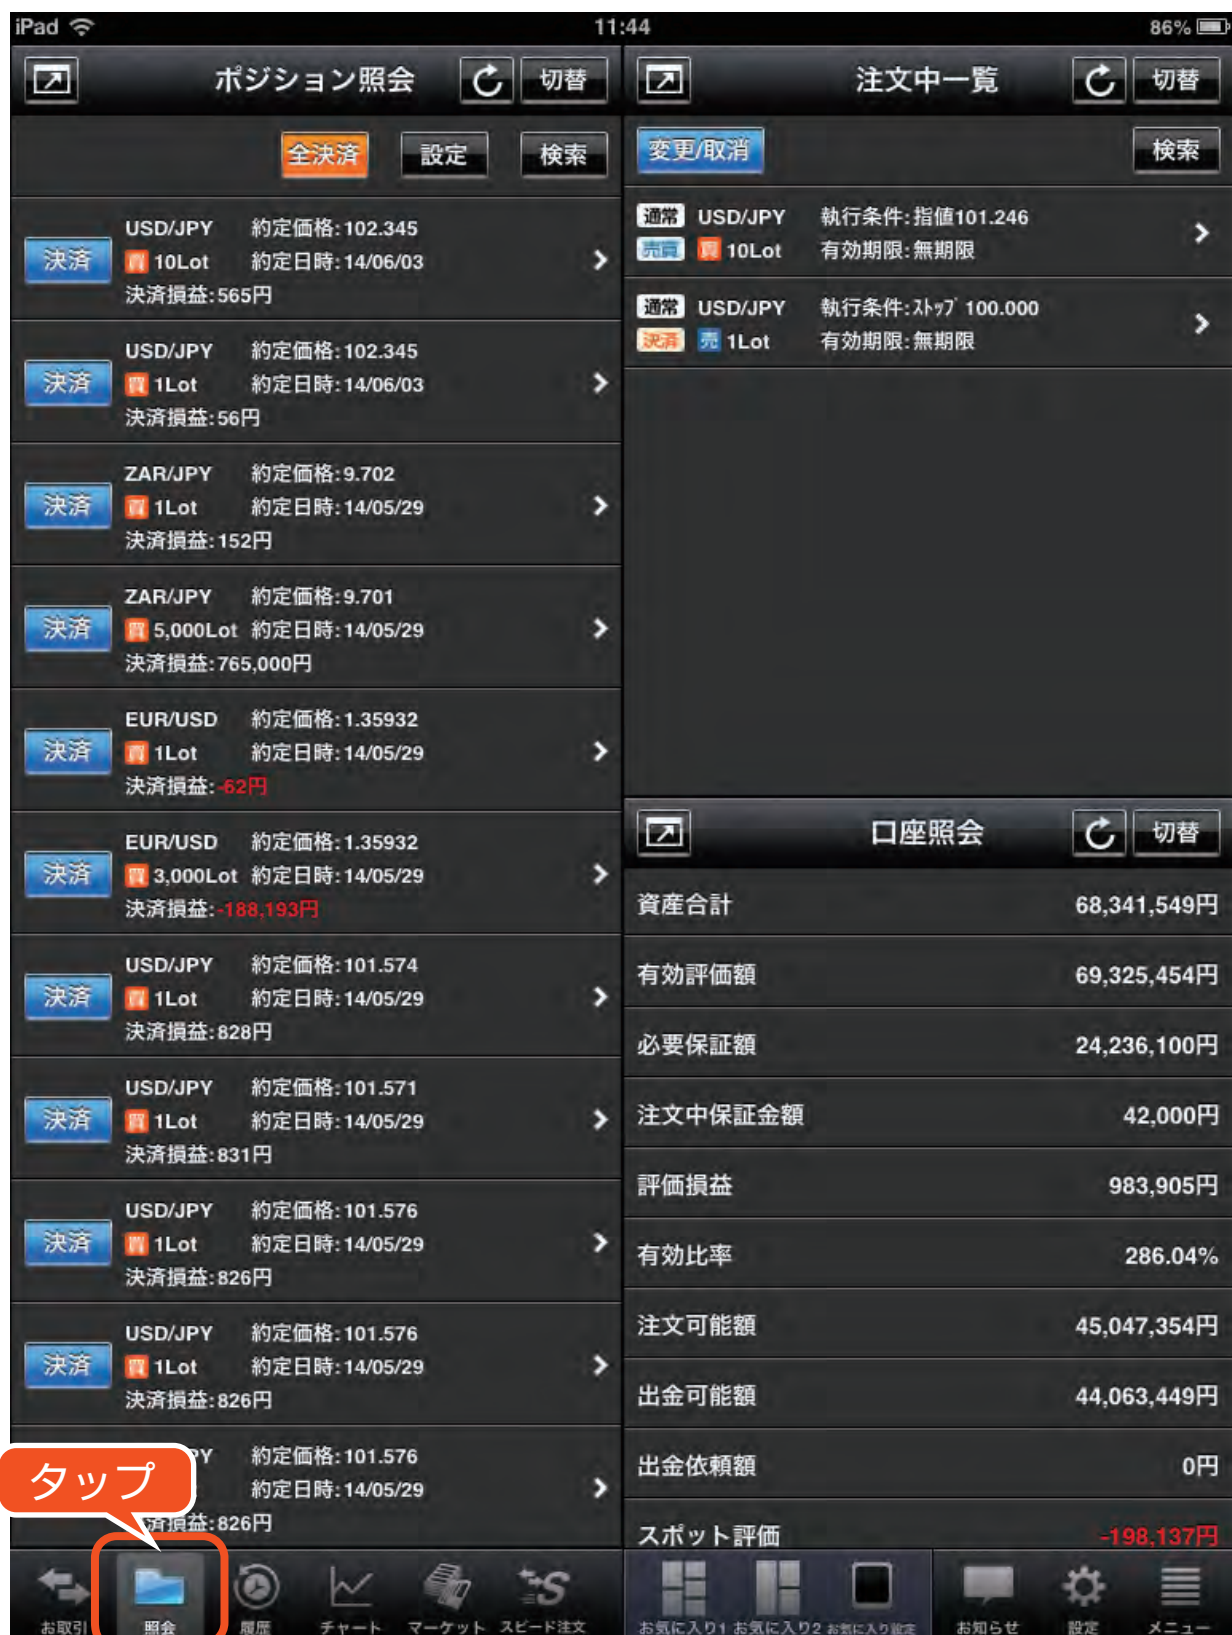 iPad 11:44 86%
ポジション照会 切替
全決済 設定 検索
USD/JPY 約定価格:102.345
決済 買 10Lot 約定日時:14/06/03
決済損益:565円
USD/JPY 約定価格:102.345
決済 買 1Lot 約定日時:14/06/03
決済損益:56円
ZAR/JPY 約定価格:9.702
決済 買 1Lot 約定日時:14/05/29
決済損益:152円
ZAR/JPY 約定価格:9.701
決済 買 5,000Lot 約定日時:14/05/29
決済損益:765,000円
EUR/USD 約定価格:1.35932
決済 買 1Lot 約定日時:14/05/29
決済損益:-62円
EUR/USD 約定価格:1.35932
決済 買 3,000Lot 約定日時:14/05/29
決済損益:-188,193円
USD/JPY 約定価格:101.574
決済 買 1Lot 約定日時:14/05/29
決済損益:828円
USD/JPY 約定価格:101.571
決済 買 1Lot 約定日時:14/05/29
決済損益:831円
USD/JPY 約定価格:101.576
決済 買 1Lot 約定日時:14/05/29
決済損益:826円
USD/JPY 約定価格:101.576
決済 買 1Lot 約定日時:14/05/29
決済損益:826円
PY 約定価格:101.576
約定日時:14/05/29
済損益:826円
タップ
注文中一覧 切替
変更/取消 検索
通常 USD/JPY 執行条件:指値101.246
売買 買 10Lot 有効期限:無期限
通常 USD/JPY 執行条件:ｽﾄｯﾌﾟ 100.000
決済 売 1Lot 有効期限:無期限
口座照会 切替
資産合計 68,341,549円
有効評価額 69,325,454円
必要保証額 24,236,100円
注文中保証金額 42,000円
評価損益 983,905円
有効比率 286.04%
注文可能額 45,047,354円
出金可能額 44,063,449円
出金依頼額 0円
スポット評価 -198,137円
お取引 照会 履歴 チャート マーケット スピード注文 お気に入り1 お気に入り2 お気に入り設定 お知らせ 設定 メニュー